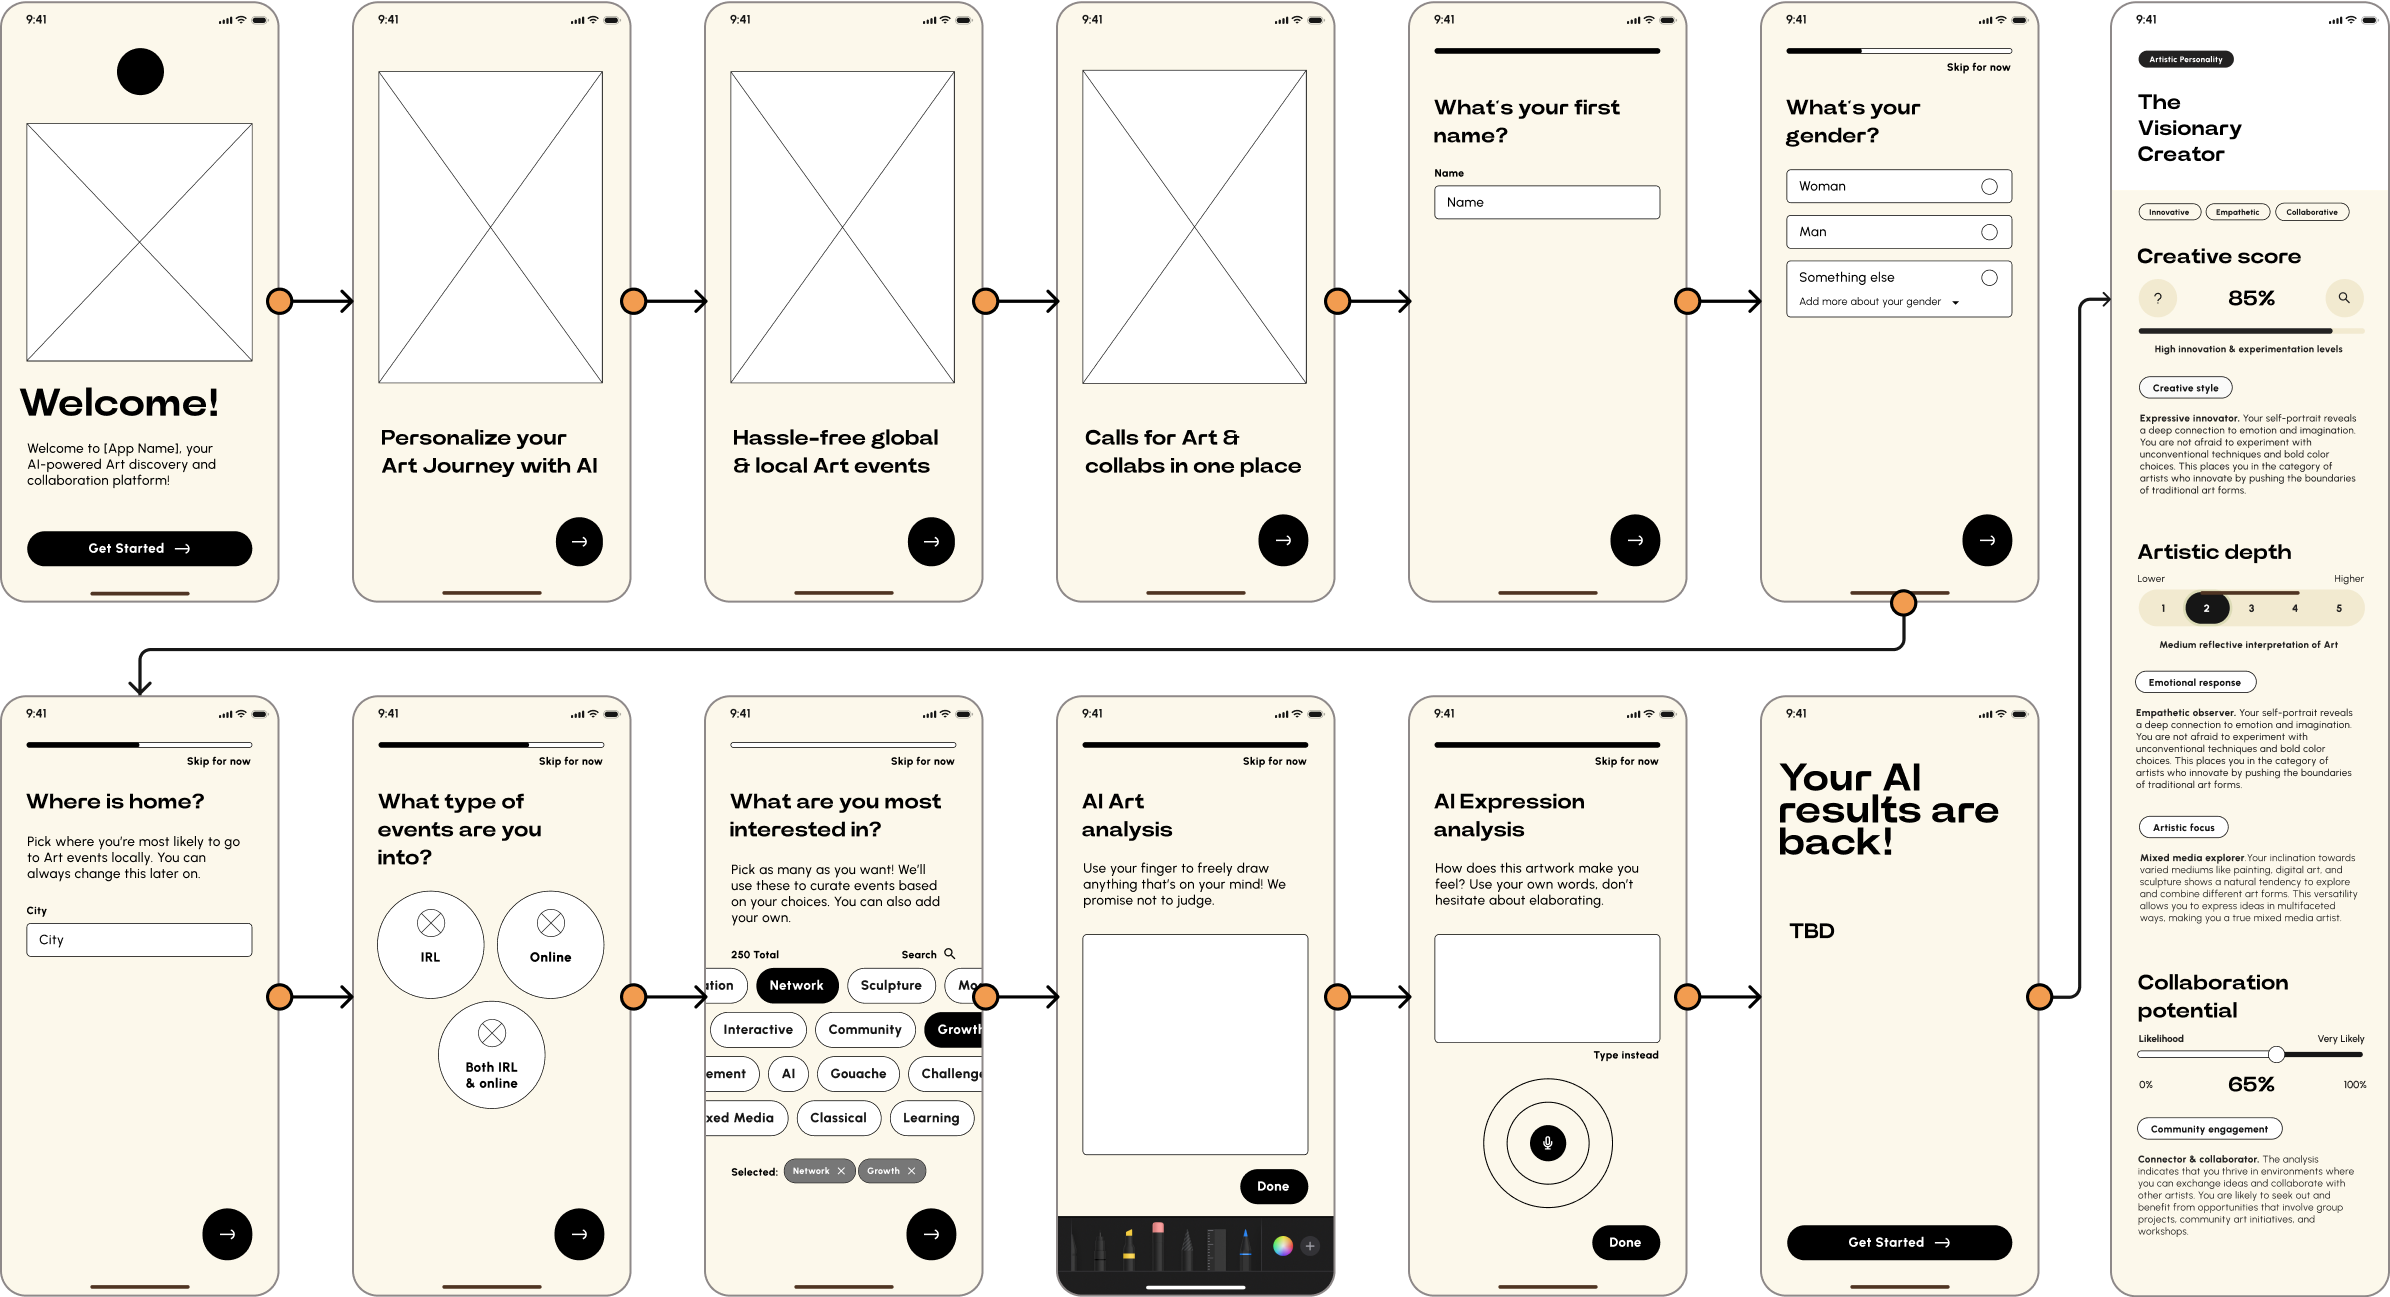 9:41
Welcome!
Welcome to [App Name], your
AI-powered Art discovery and
collaboration platform!
Get Started
9:41
Personalize your
Art Journey with AI
9:41
Hassle-free global
& local Art events
9:41
Calls for Art &
collabs in one place
9:41
What's your first
name?
Name
Name
9:41
Skip for now
What's your
gender?
Woman
Man
Something else
Add more about your gender
9:41
Skip for now
Where is home?
Pick where you're most likely to go
to Art events locally. You can
always change this later on.
City
City
9:41
Skip for now
What type of
events are you
into?
IRL
Online
Both IRL
& online
9:41
Skip for now
What are you most
interested in?
Pick as many as you want! We'll
use these to curate events based
on your choices. You can also add
your own.
250 Total
Search
ation
Network
Sculpture
Mo
Interactive
Community
Growth
ement
AI
Gouache
Challenge
xed Media
Classical
Learning
Selected:
Network
Growth
9:41
Skip for now
AI Art
analysis
Use your finger to freely draw
anything that's on your mind! We
promise not to judge.
Done
9:41
Skip for now
AI Expression
analysis
How does this artwork make you
feel? Use your own words, don't
hesitate about elaborating.
Type instead
Done
9:41
Your AI
results are
back!
TBD
Get Started
9:41
Artistic Personality
The
Visionary
Creator
Innovative
Empathetic
Collaborative
Creative score
?
85%
High innovation & experimentation levels
Creative style
Expressive innovator. Your self-portrait reveals
a deep connection to emotion and imagination.
You are not afraid to experiment with
unconventional techniques and bold color
choices. This places you in the category of
artists who innovate by pushing the boundaries
of traditional art forms.
Artistic depth
Lower
Higher
1 2 3 4 5
Medium reflective interpretation of Art
Emotional response
Empathetic observer. Your self-portrait reveals
a deep connection to emotion and imagination.
You are not afraid to experiment with
unconventional techniques and bold color
choices. This places you in the category of
artists who innovate by pushing the boundaries
of traditional art forms.
Artistic focus
Mixed media explorer.Your inclination towards
varied mediums like painting, digital art, and
sculpture shows a natural tendency to explore
and combine different art forms. This versatility
allows you to express ideas in multifaceted
ways, making you a true mixed media artist.
Collaboration
potential
Likelihood
Very Likely
0%
65%
100%
Community engagement
Connector & collaborator. The analysis
indicates that you thrive in environments where
you can exchange ideas and collaborate with
other artists. You are likely to seek out and
benefit from opportunities that involve group
projects, community art initiatives, and
workshops.